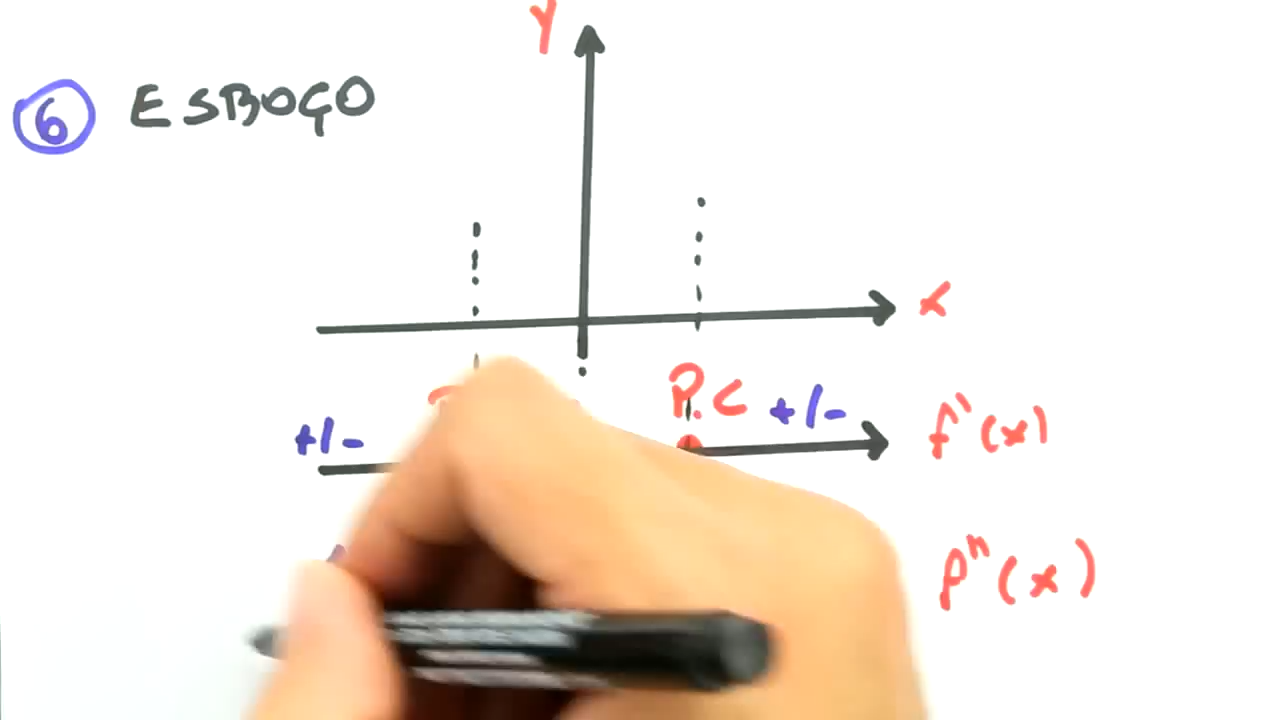 Y
6 ESBOÇO
x
P.C +/-
+/- f'(x)
f''(x)